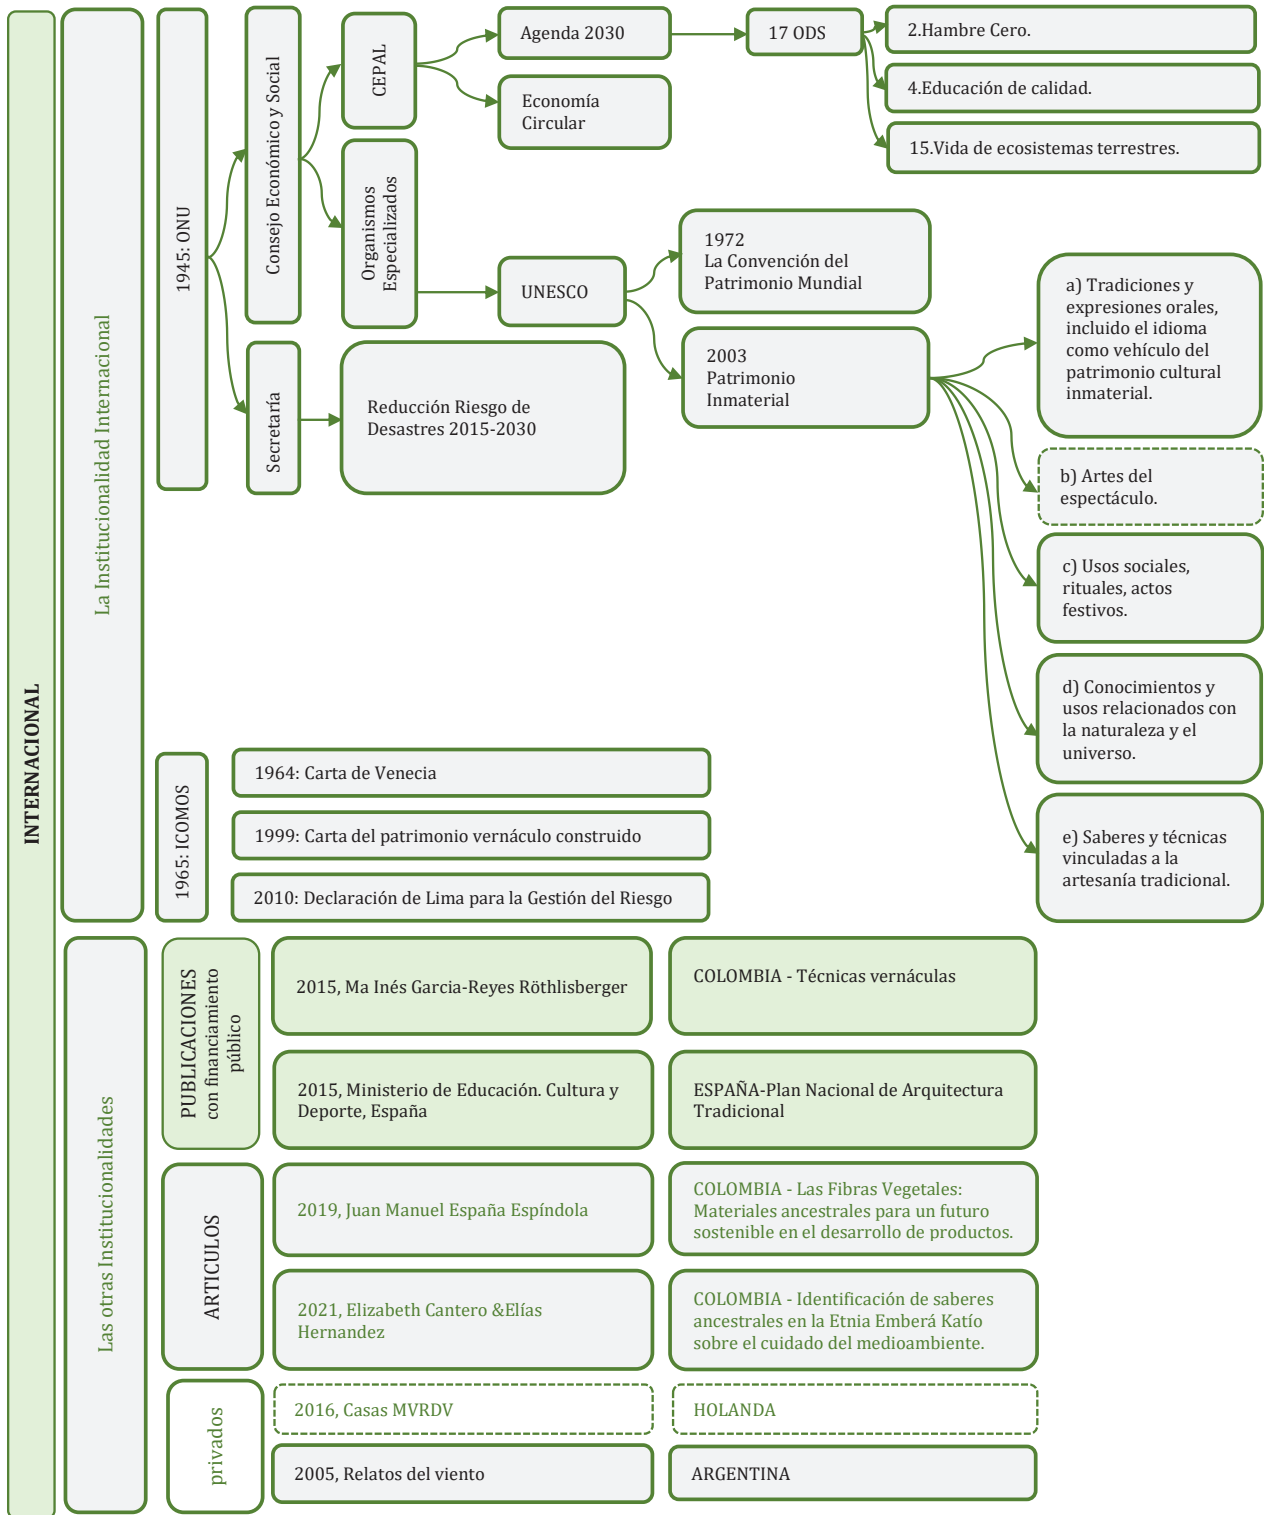 INTERNACIONAL
La Institucionalidad Internacional
1945: ONU
Consejo Económico y Social
CEPAL
Agenda 2030
17 ODS
2.Hambre Cero.
4.Educación de calidad.
15.Vida de ecosistemas terrestres.
Economía
Circular
Organismos
Especializados
UNESCO
1972
La Convención del
Patrimonio Mundial
2003
Patrimonio
Inmaterial
a) Tradiciones y
expresiones orales,
incluido el idioma
como vehículo del
patrimonio cultural
inmaterial.
b) Artes del
espectáculo.
c) Usos sociales,
rituales, actos
festivos.
d) Conocimientos y
usos relacionados con
la naturaleza y el
universo.
e) Saberes y técnicas
vinculadas a la
artesanía tradicional.
Secretaría
Reducción Riesgo de
Desastres 2015-2030
1965: ICOMOS
1964: Carta de Venecia
1999: Carta del patrimonio vernáculo construido
2010: Declaración de Lima para la Gestión del Riesgo
Las otras Institucionalidades
PUBLICACIONES
con financiamiento
público
2015, Ma Inés Garcia-Reyes Röthlisberger
COLOMBIA - Técnicas vernáculas
2015, Ministerio de Educación. Cultura y
Deporte, España
ESPAÑA-Plan Nacional de Arquitectura
Tradicional
ARTICULOS
2019, Juan Manuel España Espíndola
COLOMBIA - Las Fibras Vegetales:
Materiales ancestrales para un futuro
sostenible en el desarrollo de productos.
2021, Elizabeth Cantero &Elías
Hernandez
COLOMBIA - Identificación de saberes
ancestrales en la Etnia Emberá Katío
sobre el cuidado del medioambiente.
privados
2016, Casas MVRDV
HOLANDA
2005, Relatos del viento
ARGENTINA